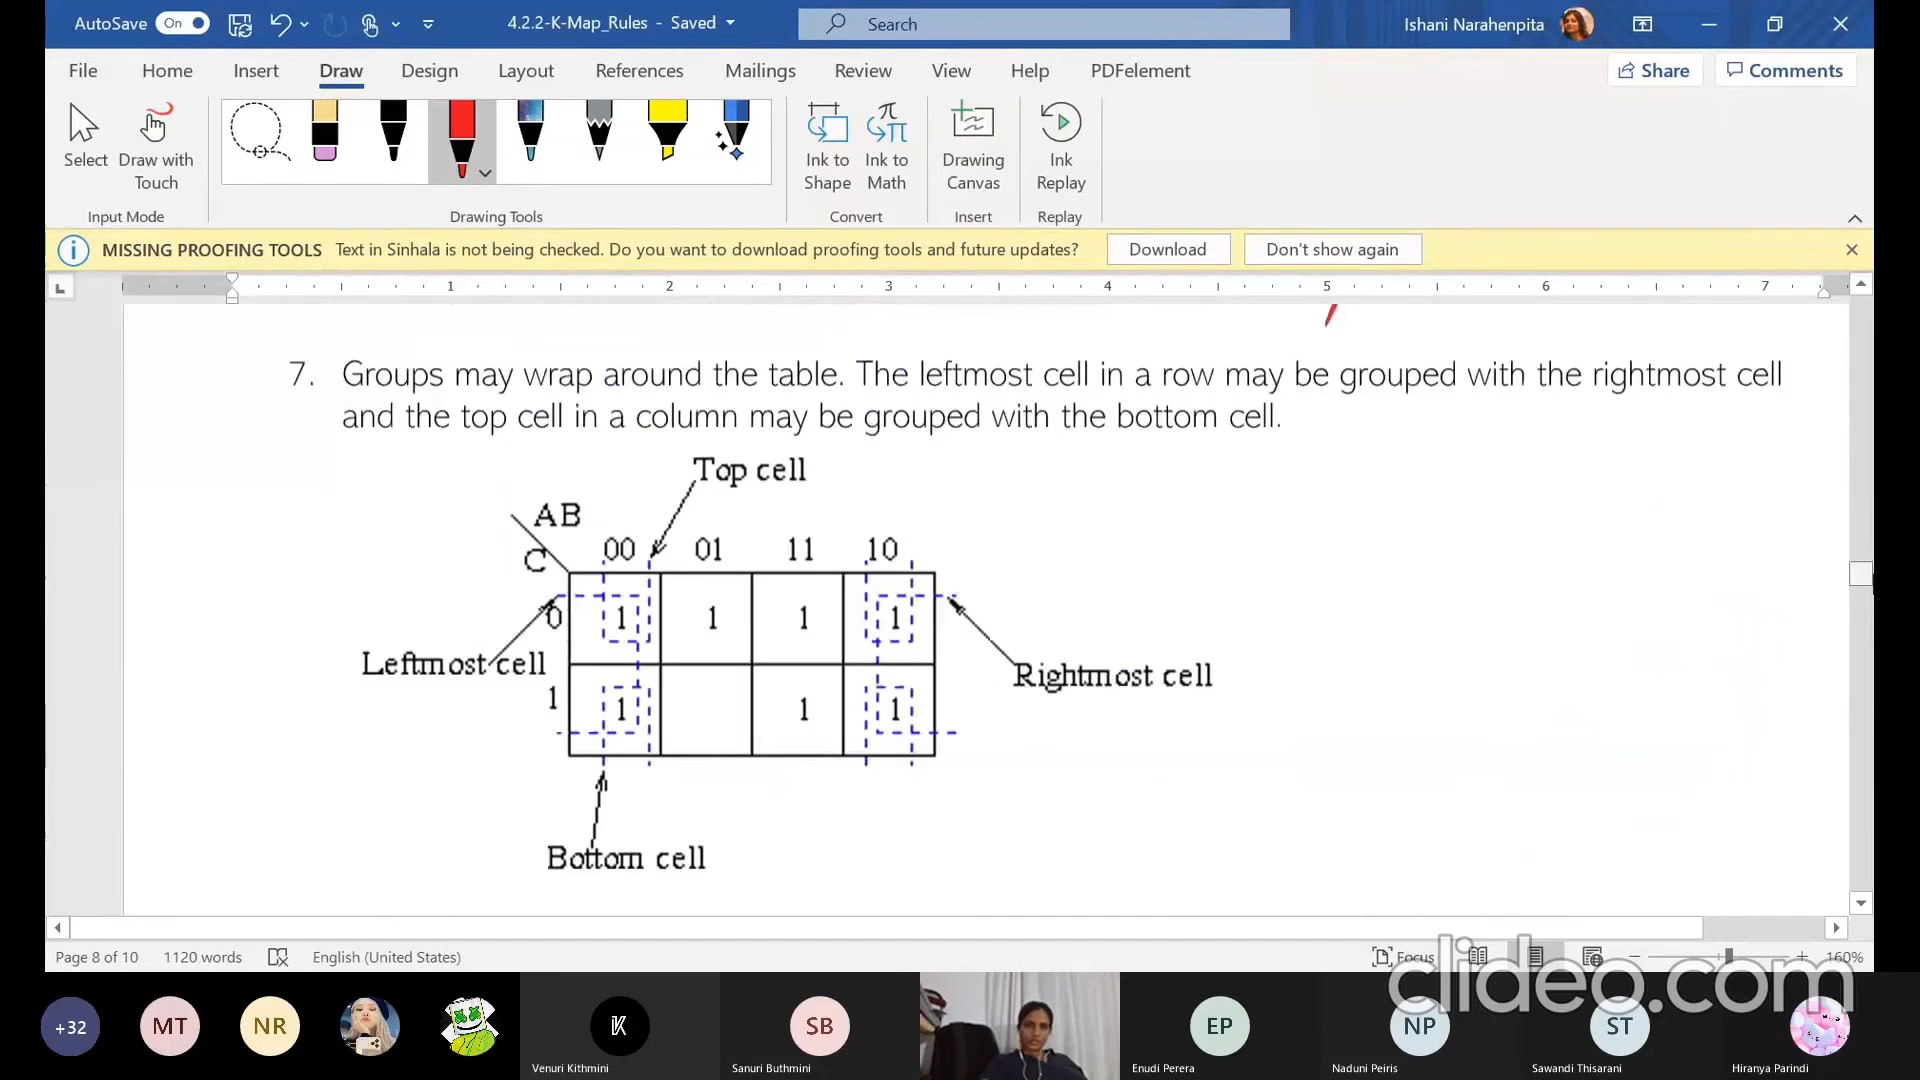 AutoSave On 4.2.2-K-Map_Rules - Saved Search Ishani Narahenpita
File Home Insert Draw Design Layout References Mailings Review View Help PDFelement Share Comments
Select Draw with Touch Ink to Shape Ink to Math Drawing Canvas Ink Replay
Input Mode Drawing Tools Convert Insert Replay
MISSING PROOFING TOOLS Text in Sinhala is not being checked. Do you want to download proofing tools and future updates? Download Don't show again
1 2 3 4 5 6 7
7. Groups may wrap around the table. The leftmost cell in a row may be grouped with the rightmost cell
and the top cell in a column may be grouped with the bottom cell.
Top cell
AB
C 00 01 11 10
0 1 1 1 1
Leftmost cell Rightmost cell
1 1 1 1
Bottom cell
Page 8 of 10 1120 words English (United States) Focus 160%
clideo.com
+32 MT NR K SB EP NP ST
Venuri Kithmini Sanuri Buthmini Enudi Perera Naduni Peiris Sawandi Thisarani Hiranya Parindi